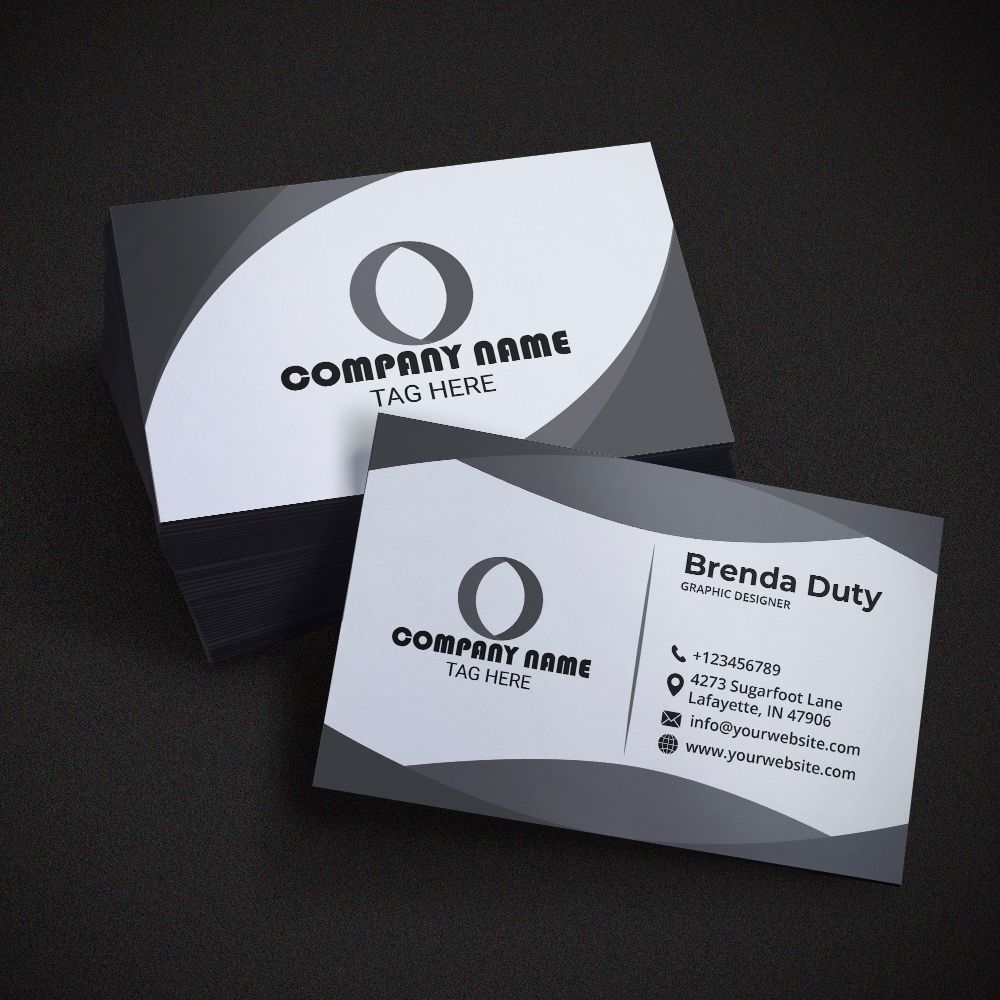 COMPANY NAME
TAG HERE
COMPANY NAME
TAG HERE
Brenda Duty
GRAPHIC DESIGNER
+123456789
4273 Sugarfoot Lane
Lafayette, IN 47906
info@yourwebsite.com
www.yourwebsite.com